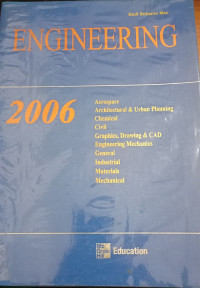 ENGINEERING
2006
Aerospace
Architectural & Urban Planning
Chemical
Civil
Graphics, Drawing & CAD
Engineering Mechanics
General
Industrial
Materials
Mechanical
Education